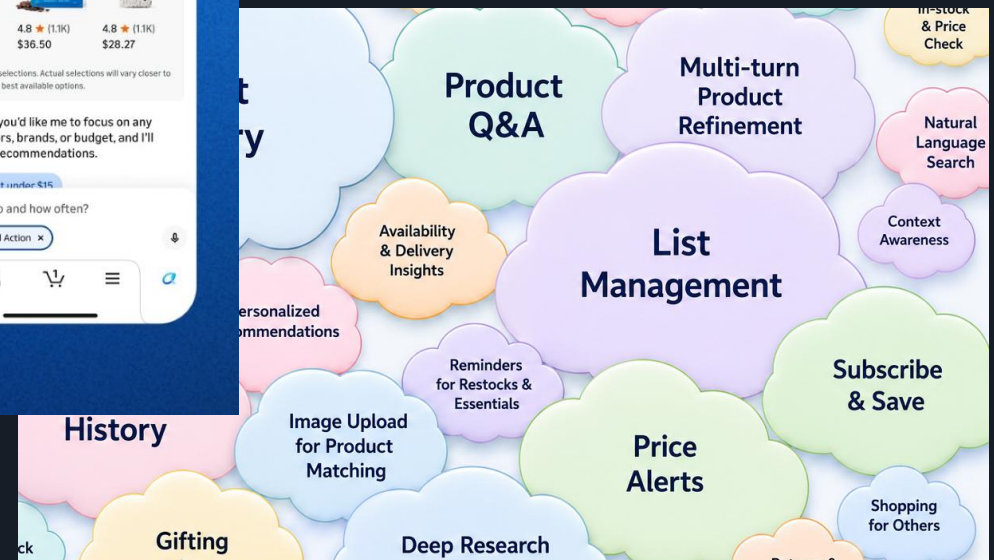 4.8 ★ (1.1K)
$36.50
4.8 ★ (1.1K)
$28.27
selections. Actual selections will vary closer to
best available options.
you'd like me to focus on any
rs, brands, or budget, and I'll
ecommendations.
t under $15
o and how often?
Action ×
1
Product
Q&A
Multi-turn
Product
Refinement
In-stock
& Price
Check
Natural
Language
Search
Availability
& Delivery
Insights
List
Management
Context
Awareness
ersonalized
ommendations
Reminders
for Restocks &
Essentials
Subscribe
& Save
History
Image Upload
for Product
Matching
Price
Alerts
Shopping
for Others
Gifting
Deep Research
ck